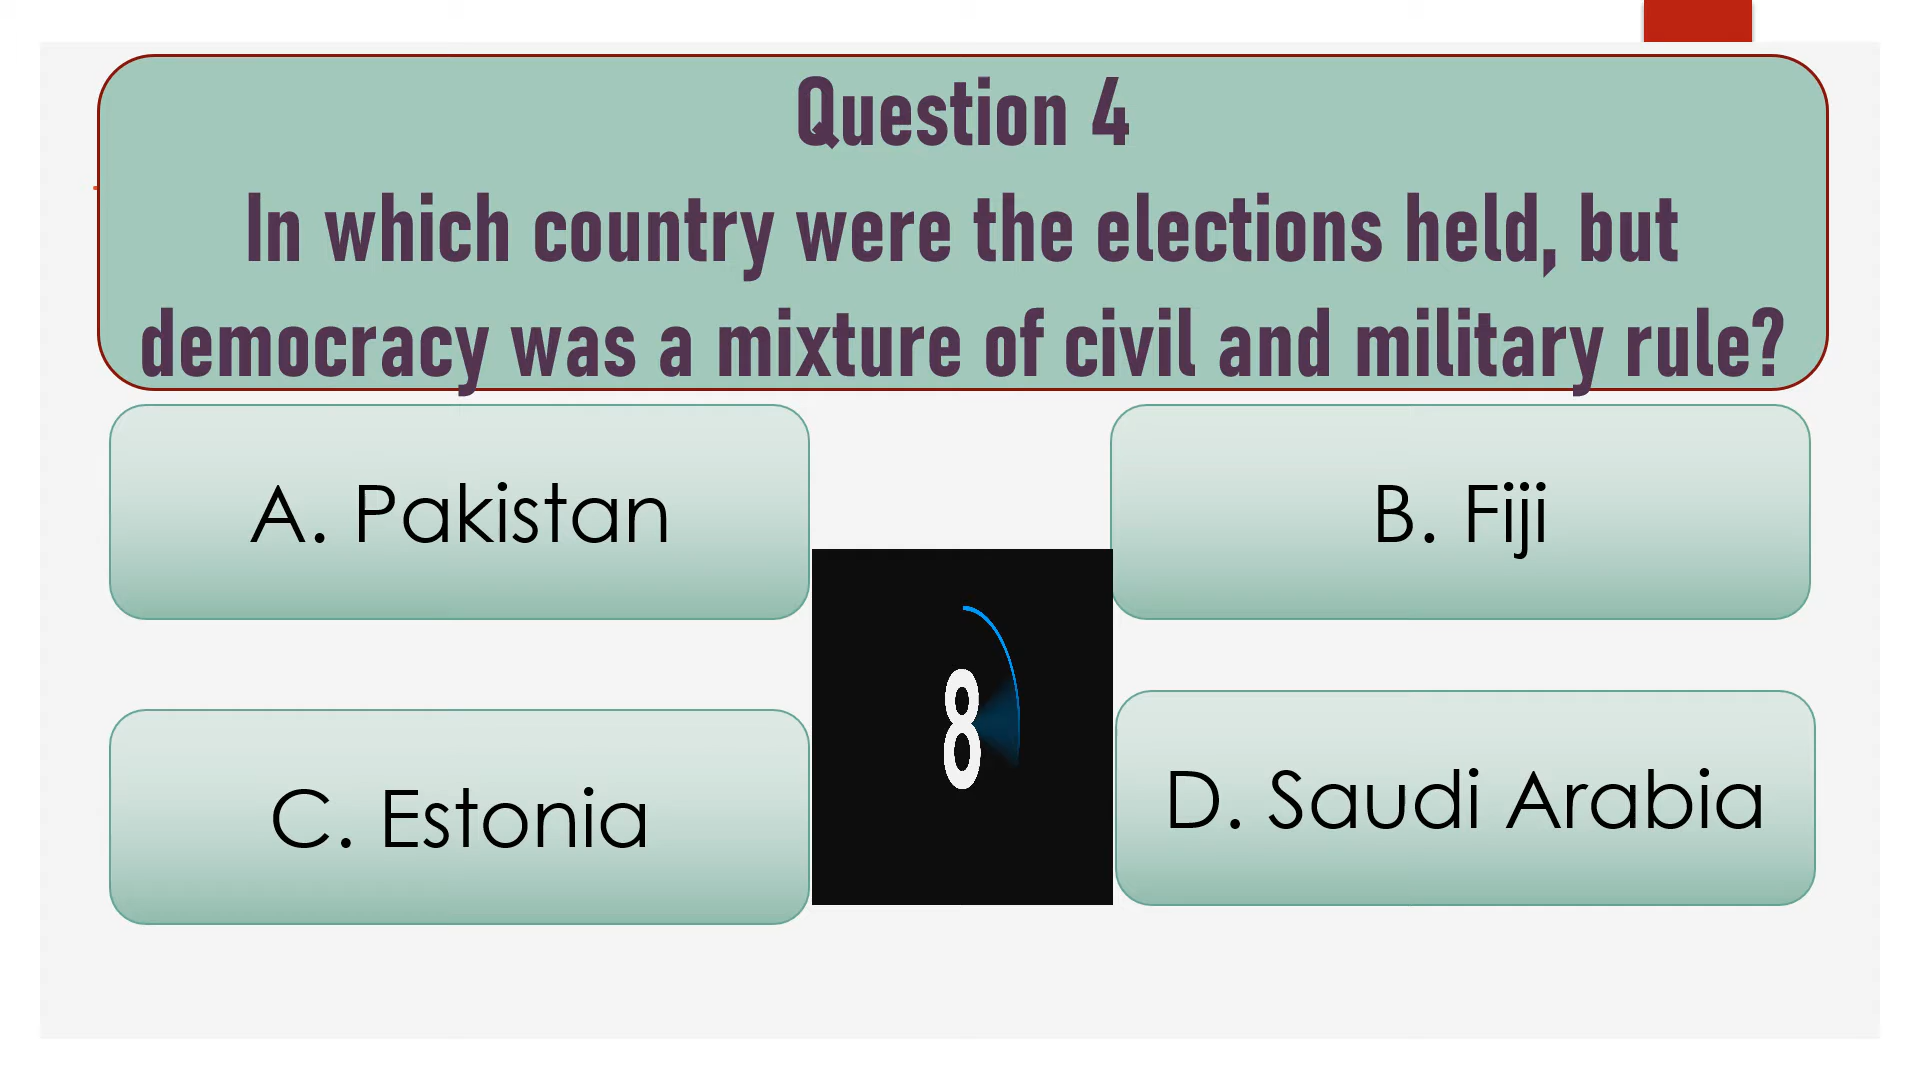 Question 4
In which country were the elections held, but
democracy was a mixture of civil and military rule?
A. Pakistan
B. Fiji
8
C. Estonia
D. Saudi Arabia